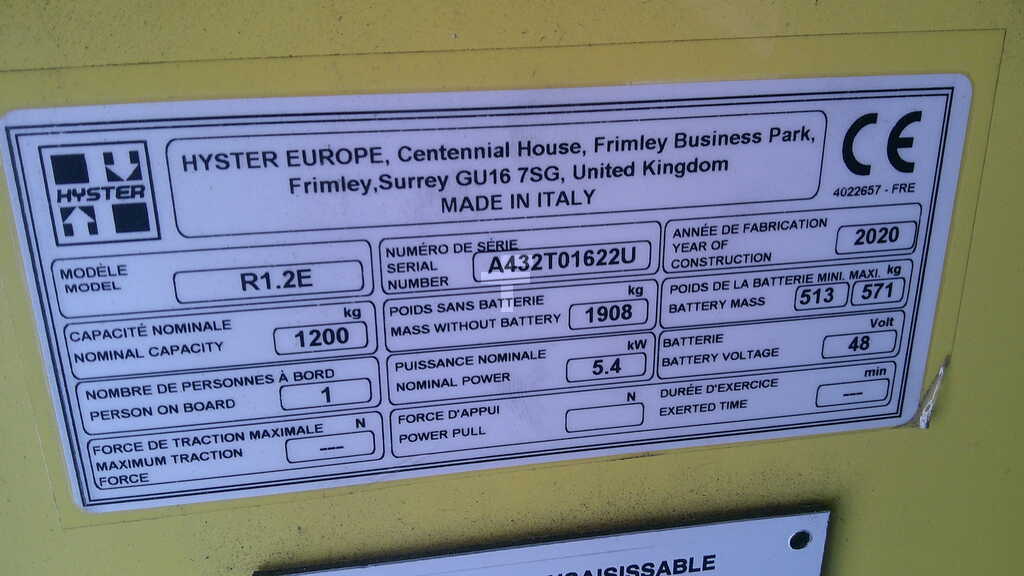 HYSTER
HYSTER EUROPE, Centennial House, Frimley Business Park,
Frimley,Surrey GU16 7SG, United Kingdom
MADE IN ITALY
CE
4022657 - FRE
MODÈLE
MODEL
R1.2E
NUMÉRO DE SÉRIE
SERIAL
NUMBER
A432T01622U
ANNÉE DE FABRICATION
YEAR OF
CONSTRUCTION
2020
CAPACITÉ NOMINALE
NOMINAL CAPACITY
kg
1200
POIDS SANS BATTERIE
MASS WITHOUT BATTERY
kg
1908
POIDS DE LA BATTERIE MINI. MAXI. kg
BATTERY MASS
513 571
NOMBRE DE PERSONNES À BORD
PERSON ON BOARD
1
PUISSANCE NOMINALE
NOMINAL POWER
kW
5.4
BATTERIE
BATTERY VOLTAGE
Volt
48
FORCE DE TRACTION MAXIMALE
MAXIMUM TRACTION
FORCE
N
---
FORCE D'APPUI
POWER PULL
N
DURÉE D'EXERCICE
EXERTED TIME
min
---